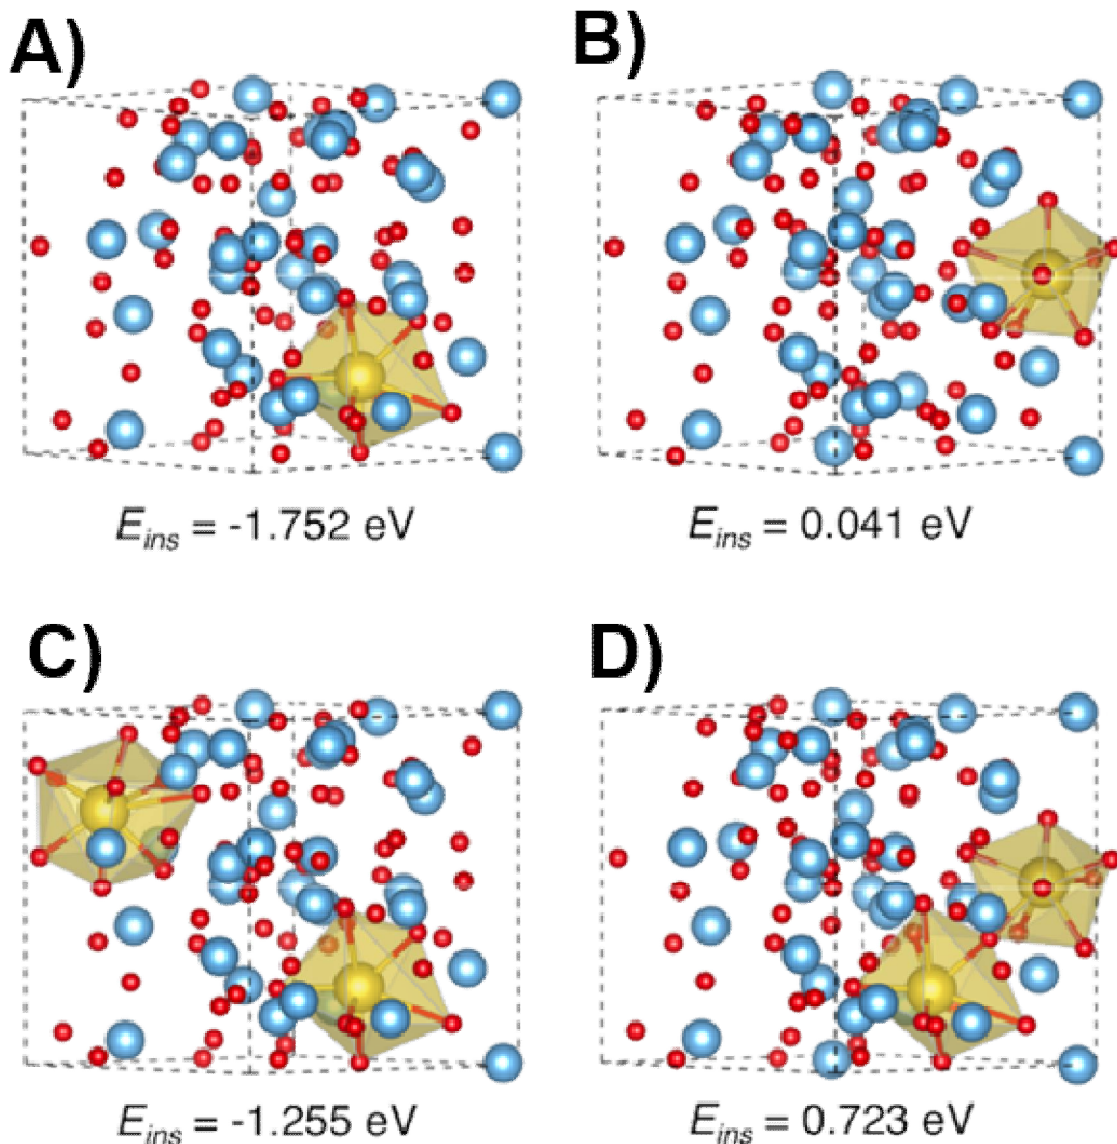 A)
B)
E_ins = -1.752 eV
E_ins = 0.041 eV
C)
D)
E_ins = -1.255 eV
E_ins = 0.723 eV